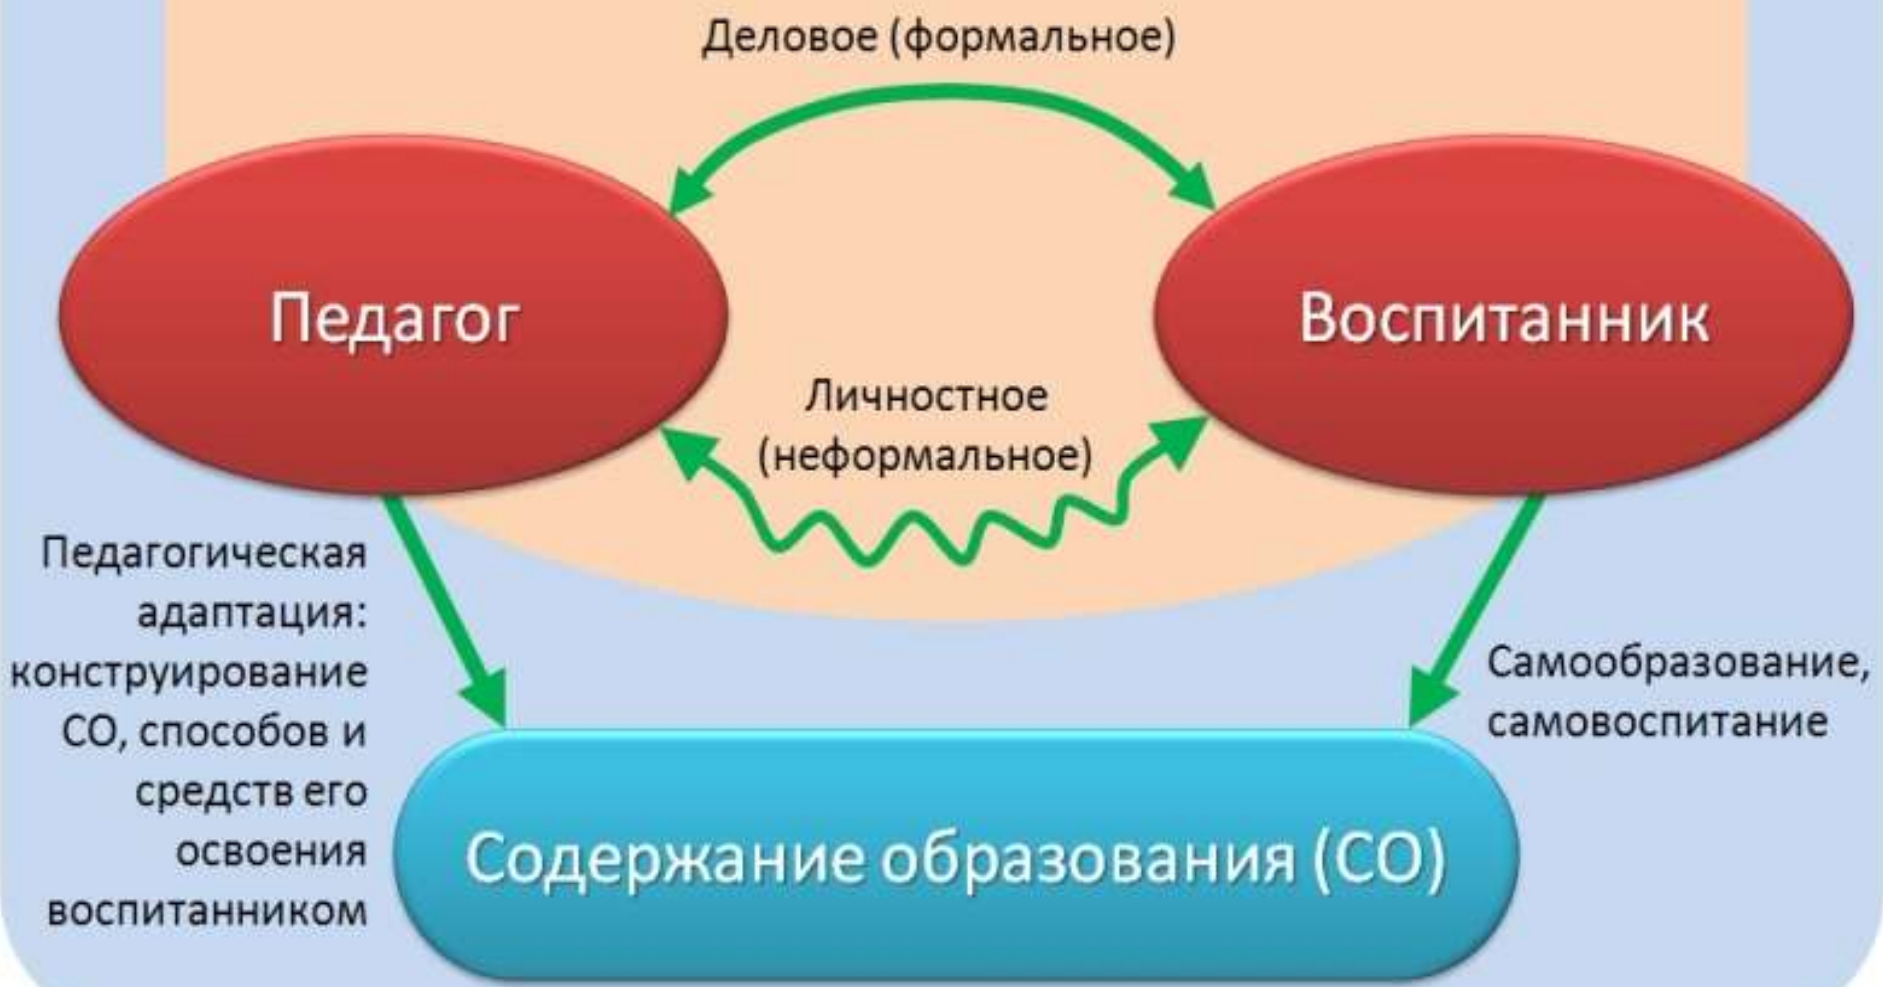 Деловое (формальное)
Педагог
Воспитанник
Личностное
(неформальное)
Педагогическая
адаптация:
конструирование
СО, способов и
средств его
освоения
воспитанником
Самообразование,
самовоспитание
Содержание образования (СО)